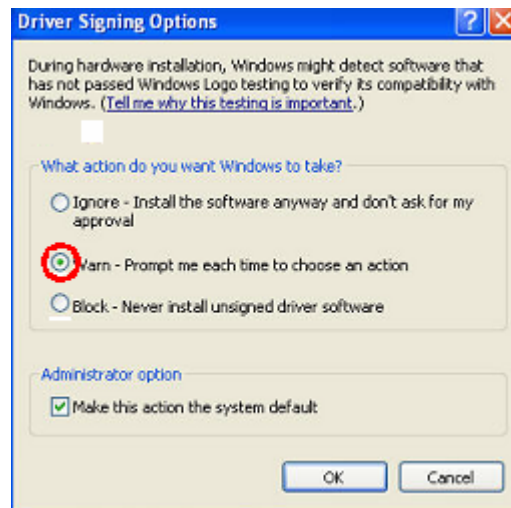 Driver Signing Options
During hardware installation, Windows might detect software that
has not passed Windows Logo testing to verify its compatibility with
Windows. (Tell me why this testing is important.)
What action do you want Windows to take?
Ignore - Install the software anyway and don't ask for my
approval
Warn - Prompt me each time to choose an action
Block - Never install unsigned driver software
Administrator option
Make this action the system default
OK Cancel